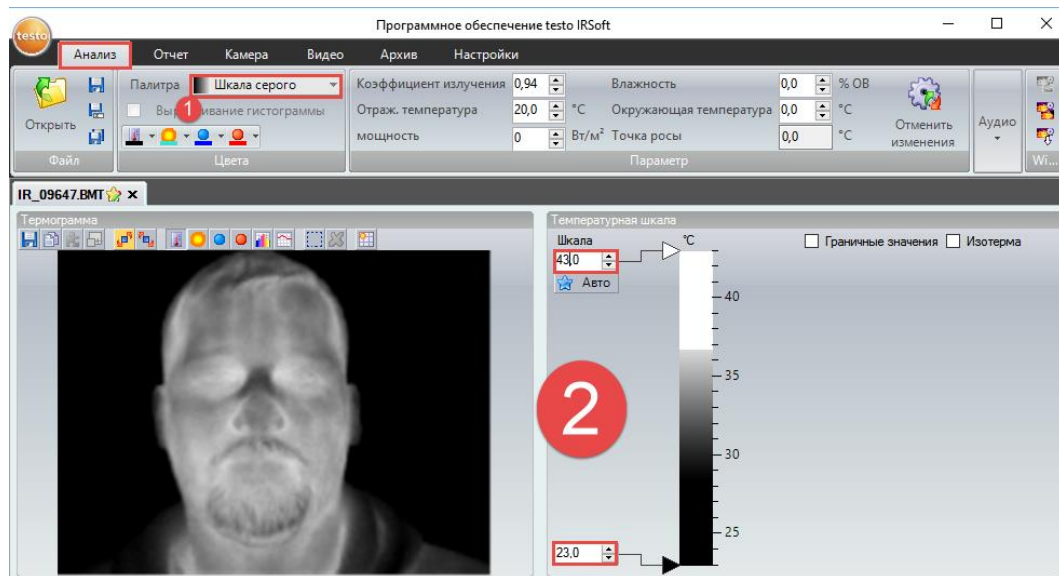 testo
Программное обеспечение testo IRSoft
Анализ Отчет Камера Видео Архив Настройки
Открыть
Файл
Палитра Шкала серого
1
Цвета
Коэффициент излучения 0,94
Отраж. температура 20,0 °C
мощность 0 Вт/м²
Влажность 0,0 % ОВ
Окружающая температура 0,0 °C
Точка росы 0,0 °C
Отменить
изменения
Параметр
Аудио
Wi...
IR_09647.BMT
Термограмма
Температурная шкала
Шкала
°C
Граничные значения Изотерма
43,0
Авто
40
35
2
30
25
23,0